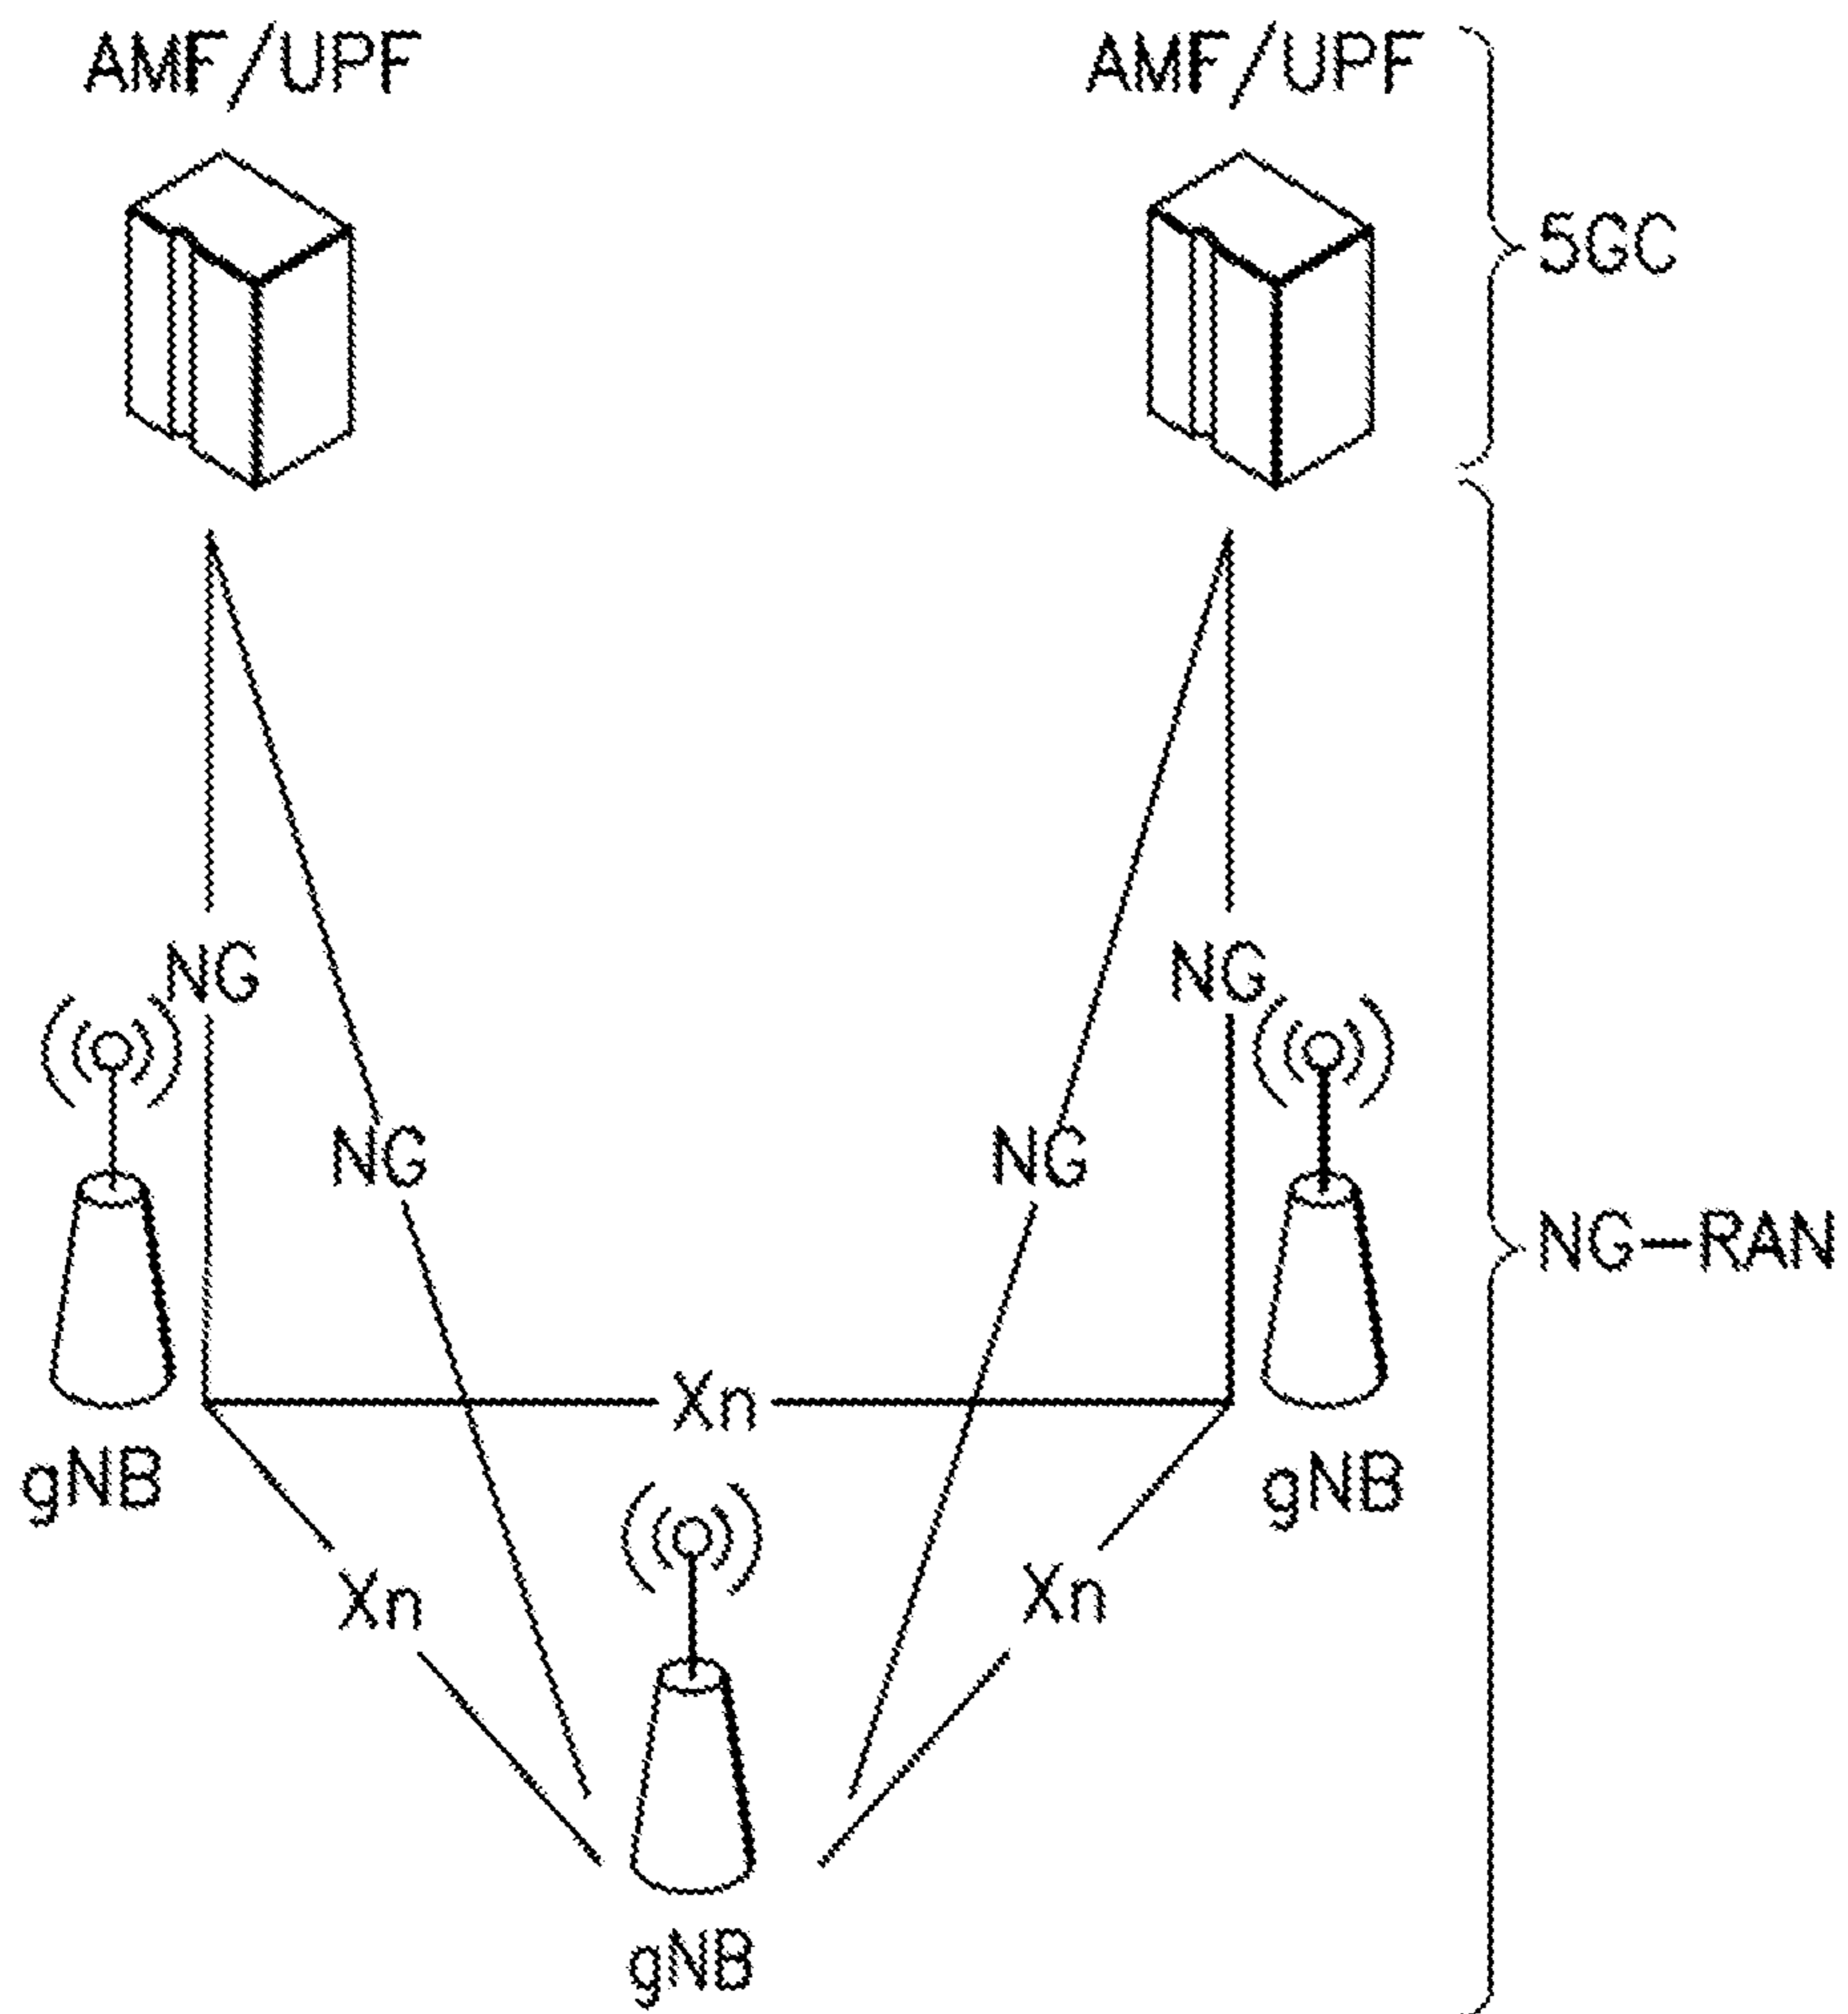 AMF/UPF
AMF/UPF
5GC
NG
NG
NG
NG
NG-RAN
Xn
gNB
gNB
Xn
Xn
gNB